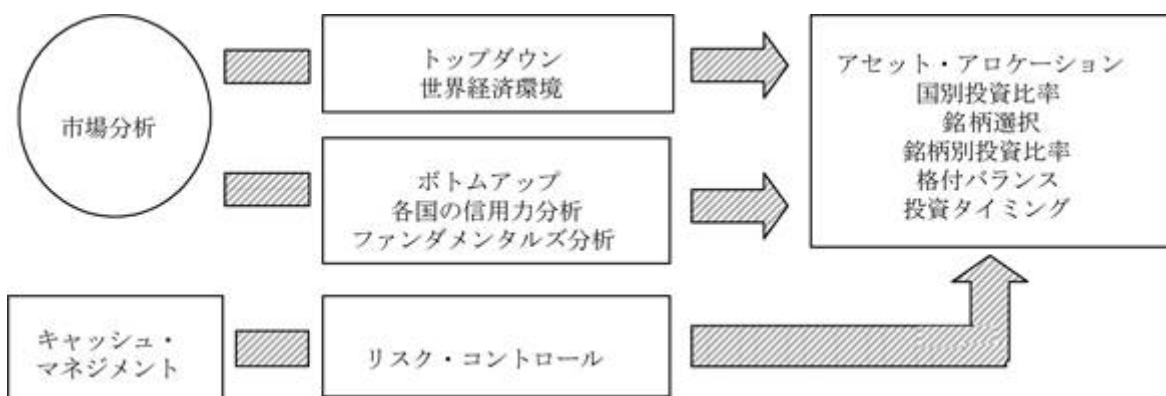 市場分析
トップダウン
世界経済環境
ボトムアップ
各国の信用力分析
ファンダメンタルズ分析
アセット・アロケーション
国別投資比率
銘柄選択
銘柄別投資比率
格付バランス
投資タイミング
キャッシュ・
マネジメント
リスク・コントロール